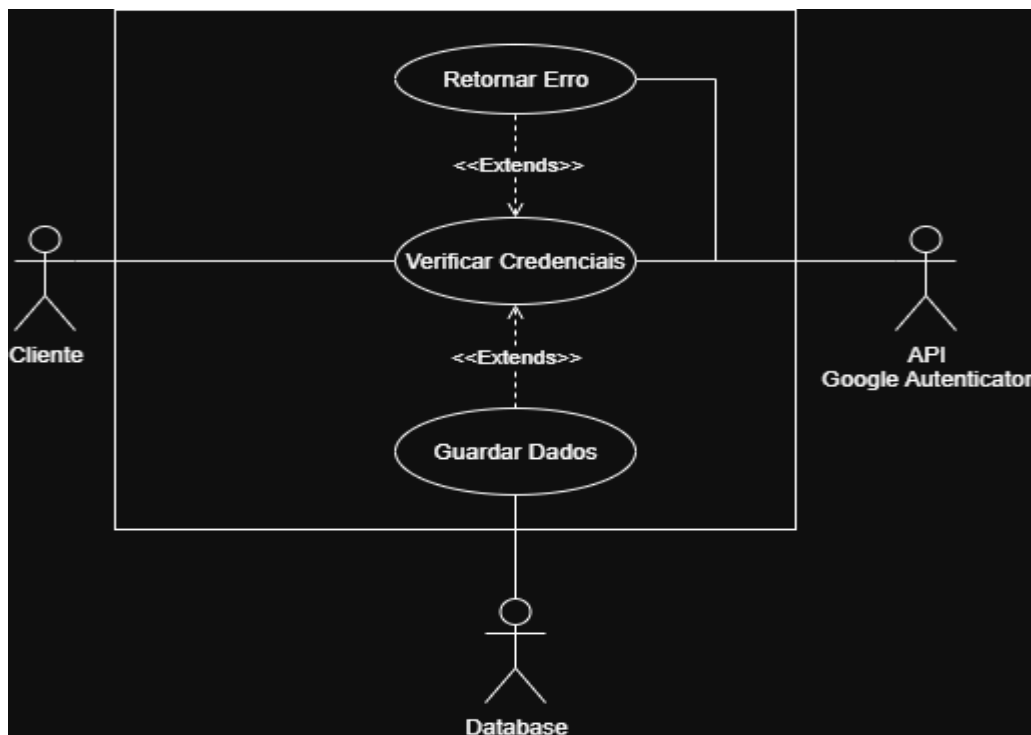 Retornar Erro
<<Extends>>
Verificar Credenciais
<<Extends>>
Cliente
API
Google Autenticator
Guardar Dados
Database